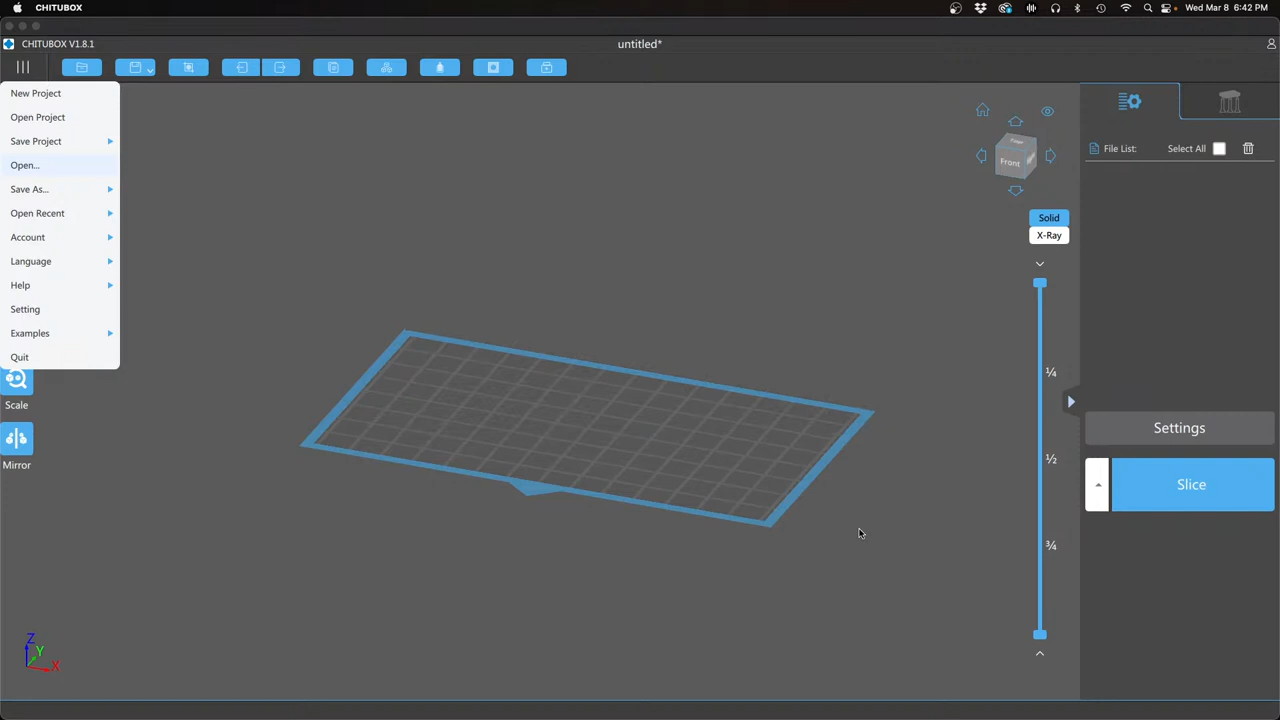 CHITUBOX
Wed Mar 8 6:42 PM
CHITUBOX V1.8.1
untitled*
New Project
Open Project
Save Project
Open...
Save As...
Open Recent
Account
Language
Help
Setting
Examples
Quit
Scale
Mirror
Front
Solid
X-Ray
¼
½
¾
File List:
Select All
Settings
Slice
Z
Y
X